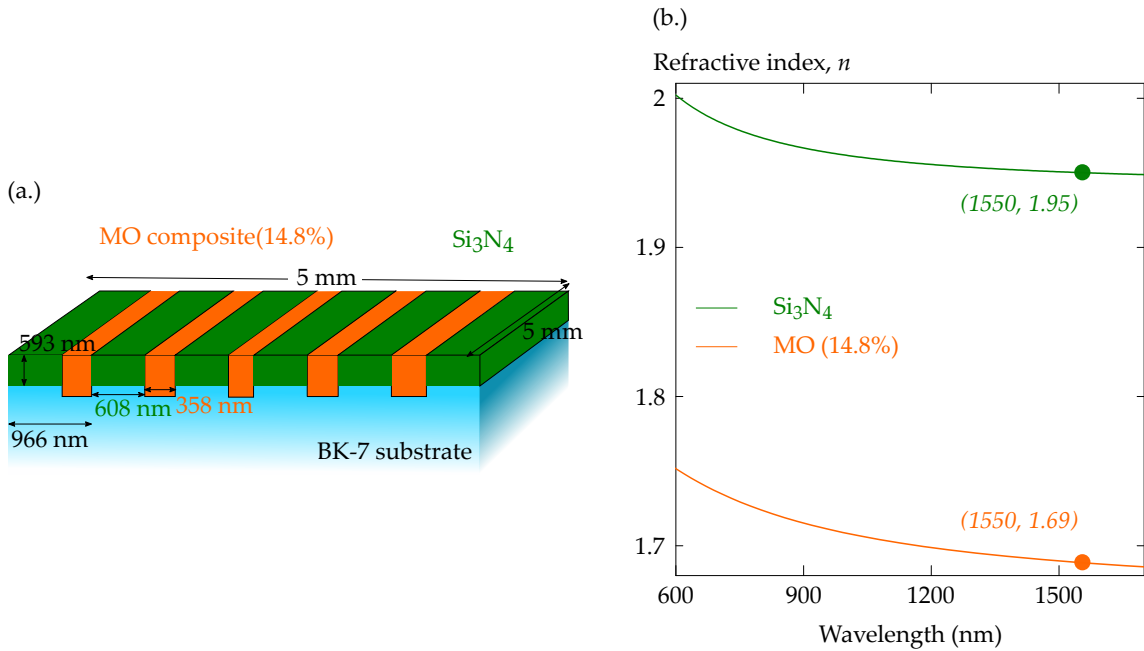 (a.)
MO composite(14.8%)
Si₃N₄
5 mm
5 mm
593 nm
608 nm
358 nm
966 nm
BK-7 substrate
(b.)
Refractive index, n
2
1.9
1.8
1.7
(1550, 1.95)
Si₃N₄
MO (14.8%)
(1550, 1.69)
600
900
1200
1500
Wavelength (nm)